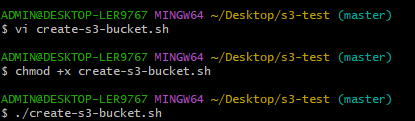 ADMIN@DESKTOP-LER9767 MINGW64 ~/Desktop/s3-test (master)
$ vi create-s3-bucket.sh
ADMIN@DESKTOP-LER9767 MINGW64 ~/Desktop/s3-test (master)
$ chmod +x create-s3-bucket.sh
ADMIN@DESKTOP-LER9767 MINGW64 ~/Desktop/s3-test (master)
$ ./create-s3-bucket.sh